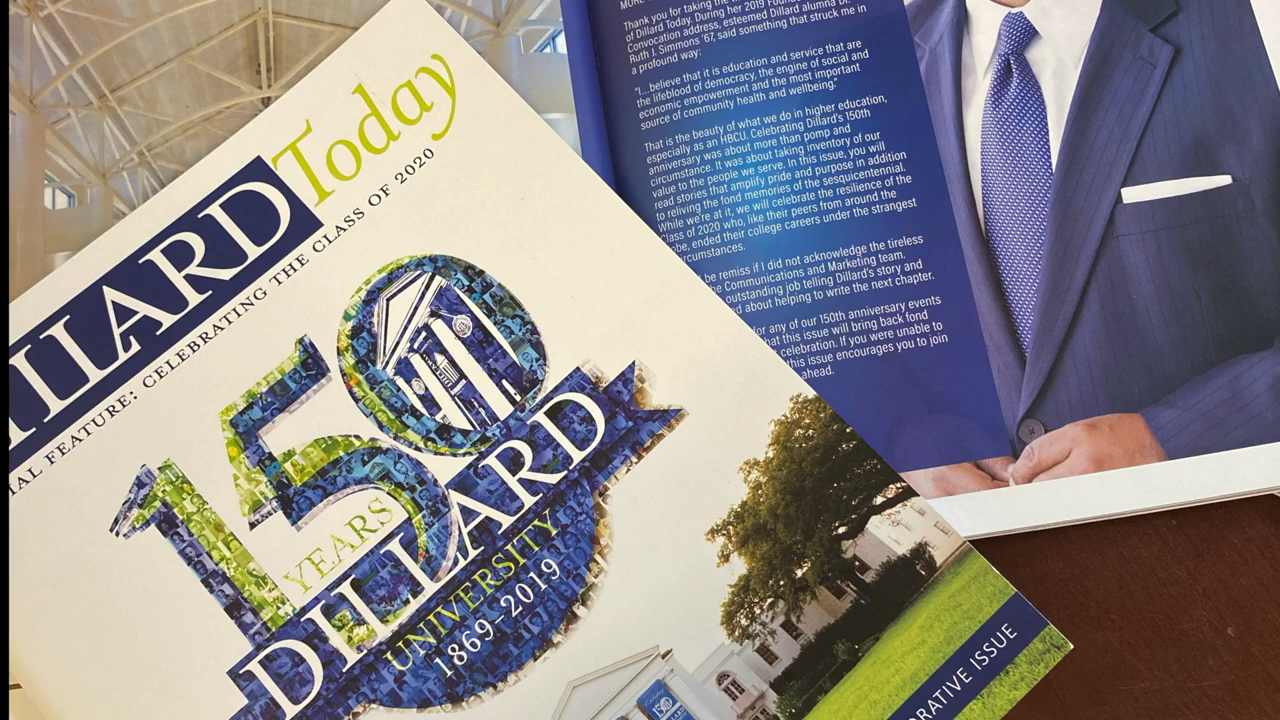 DILLARD Today
IAL FEATURE: CELEBRATING THE CLASS OF 2020
150
YEARS
DILLARD
UNIVERSITY
1869-2019
150
ORATIVE ISSUE
Thank you for taking the
of Dillard Today. During her 2019
Convocation address, esteemed Dillard alumna Dr.
Ruth J. Simmons '67, said something that struck me in
a profound way:
"I...believe that it is education and service that are
the lifeblood of democracy, the engine of social and
economic empowerment and the most important
source of community health and wellbeing."
That is the beauty of what we do in higher education,
especially as an HBCU. Celebrating Dillard's 150th
anniversary was about more than pomp and
circumstance. It was about taking inventory of our
value to the people we serve. In this issue, you will
read stories that amplify pride and purpose in addition
to reliving the fond memories of the sesquicentennial.
While we're at it, we will celebrate the resilience of the
Class of 2020 who, like their peers from around the
obe, ended their college careers under the strangest
rcumstances.
be remiss if I did not acknowledge the tireless
e Communications and Marketing team.
outstanding job telling Dillard's story and
ed about helping to write the next chapter.
for any of our 150th anniversary events
hat this issue will bring back fond
celebration. If you were unable to
this issue encourages you to join
ahead.